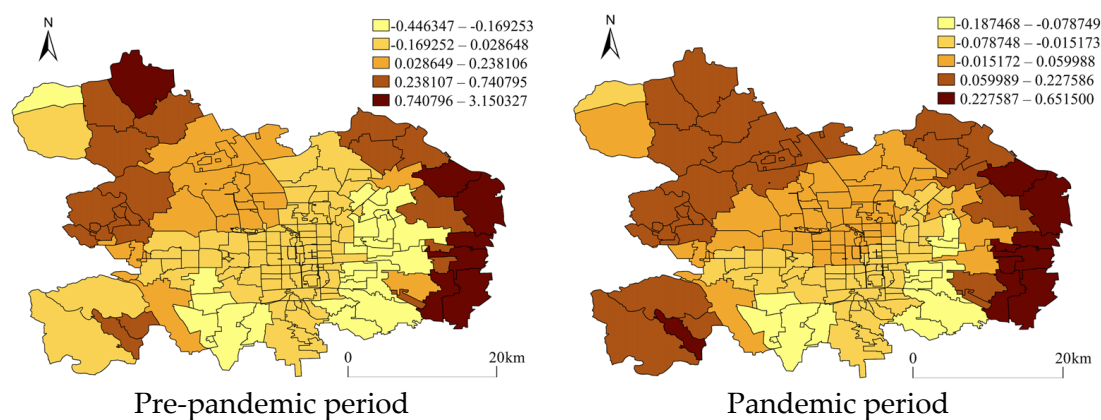 N
-0.446347 – -0.169253
-0.169252 – 0.028648
0.028649 – 0.238106
0.238107 – 0.740795
0.740796 – 3.150327
0
20km
Pre-pandemic period
N
-0.187468 – -0.078749
-0.078748 – -0.015173
-0.015172 – 0.059988
0.059989 – 0.227586
0.227587 – 0.651500
0
20km
Pandemic period